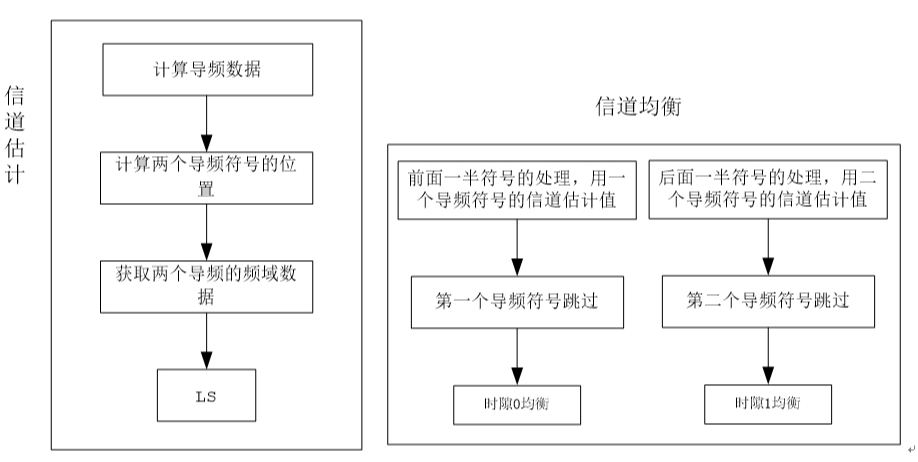 信
道
估
计
计算导频数据
计算两个导频符号的位
置
获取两个导频的频域数
据
LS
信道均衡
前面一半符号的处理，用一
个导频符号的信道估计值
第一个导频符号跳过
时隙0均衡
后面一半符号的处理，用二
个导频符号的信道估计值
第二个导频符号跳过
时隙1均衡